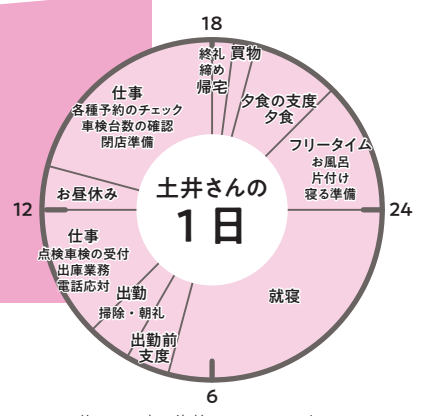 18
終礼
締め
帰宅
買物
夕食の支度
夕食
フリータイム
お風呂
片付け
寝る準備
24
就寝
6
出勤前
支度
出勤
掃除・朝礼
仕事
点検車検の受付
出庫業務
電話応対
12
お昼休み
仕事
各種予約のチェック
車検台数の確認
閉店準備
土井さんの
1日